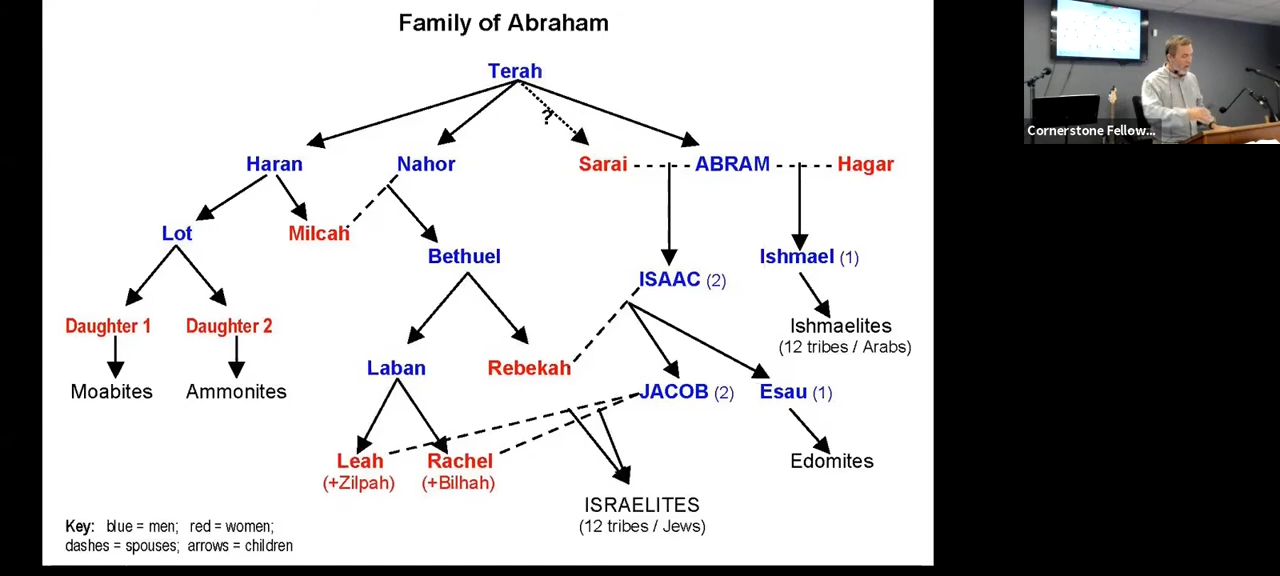 Family of Abraham
Terah
?
Haran Nahor Sarai ABRAM Hagar
Lot Milcah
Bethuel Ishmael (1)
ISAAC (2)
Daughter 1 Daughter 2 Ishmaelites
(12 tribes / Arabs)
Laban Rebekah
Moabites Ammonites JACOB (2) Esau (1)
Leah Rachel Edomites
(+Zilpah) (+Bilhah)
ISRAELITES
(12 tribes / Jews)
Key: blue = men; red = women;
dashes = spouses; arrows = children
Cornerstone Fellow...